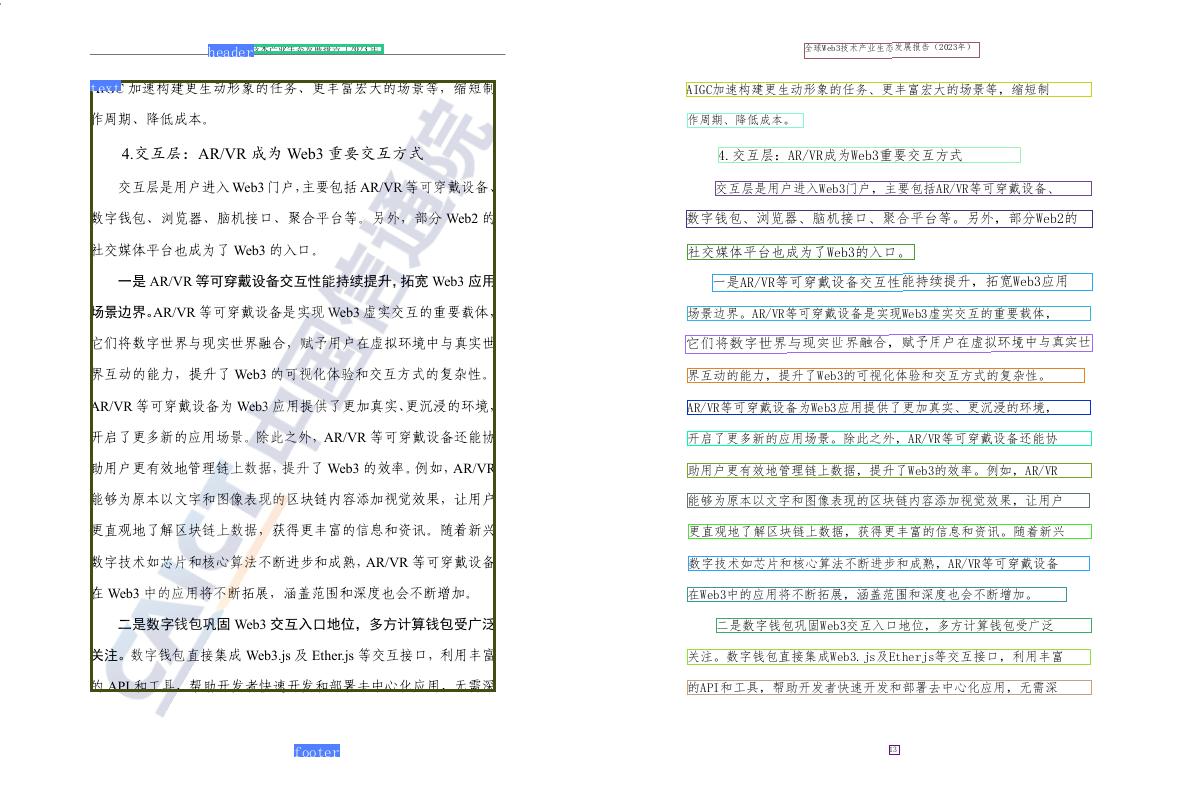 header
text
AIGC 加速构建更生动形象的任务、更丰富宏大的场景等，缩短制
作周期、降低成本。
4.交互层：AR/VR 成为 Web3 重要交互方式
交互层是用户进入 Web3 门户，主要包括 AR/VR 等可穿戴设备、
数字钱包、浏览器、脑机接口、聚合平台等。另外，部分 Web2 的
社交媒体平台也成为了 Web3 的入口。
一是 AR/VR 等可穿戴设备交互性能持续提升，拓宽 Web3 应用
场景边界。AR/VR 等可穿戴设备是实现 Web3 虚实交互的重要载体，
它们将数字世界与现实世界融合，赋予用户在虚拟环境中与真实世
界互动的能力，提升了 Web3 的可视化体验和交互方式的复杂性。
AR/VR 等可穿戴设备为 Web3 应用提供了更加真实、更沉浸的环境，
开启了更多新的应用场景。除此之外，AR/VR 等可穿戴设备还能协
助用户更有效地管理链上数据，提升了 Web3 的效率。例如，AR/VR
能够为原本以文字和图像表现的区块链内容添加视觉效果，让用户
更直观地了解区块链上数据，获得更丰富的信息和资讯。随着新兴
数字技术如芯片和核心算法不断进步和成熟，AR/VR 等可穿戴设备
在 Web3 中的应用将不断拓展，涵盖范围和深度也会不断增加。
二是数字钱包巩固 Web3 交互入口地位，多方计算钱包受广泛
关注。数字钱包直接集成 Web3.js 及 Ether.js 等交互接口，利用丰富
的 API 和工具，帮助开发者快速开发和部署去中心化应用，无需深
CAICT 中国信通院
footer
全球Web3技术产业生态发展报告（2023年）
AIGC加速构建更生动形象的任务、更丰富宏大的场景等，缩短制
作周期、降低成本。
4.交互层：AR/VR成为Web3重要交互方式
交互层是用户进入Web3门户，主要包括AR/VR等可穿戴设备、
数字钱包、浏览器、脑机接口、聚合平台等。另外，部分Web2的
社交媒体平台也成为了Web3的入口。
一是AR/VR等可穿戴设备交互性能持续提升，拓宽Web3应用
场景边界。AR/VR等可穿戴设备是实现Web3虚实交互的重要载体，
它们将数字世界与现实世界融合，赋予用户在虚拟环境中与真实世
界互动的能力，提升了Web3的可视化体验和交互方式的复杂性。
AR/VR等可穿戴设备为Web3应用提供了更加真实、更沉浸的环境，
开启了更多新的应用场景。除此之外，AR/VR等可穿戴设备还能协
助用户更有效地管理链上数据，提升了Web3的效率。例如，AR/VR
能够为原本以文字和图像表现的区块链内容添加视觉效果，让用户
更直观地了解区块链上数据，获得更丰富的信息和资讯。随着新兴
数字技术如芯片和核心算法不断进步和成熟，AR/VR等可穿戴设备
在Web3中的应用将不断拓展，涵盖范围和深度也会不断增加。
二是数字钱包巩固Web3交互入口地位，多方计算钱包受广泛
关注。数字钱包直接集成Web3.js及Etherjs等交互接口，利用丰富
的API和工具，帮助开发者快速开发和部署去中心化应用，无需深
13